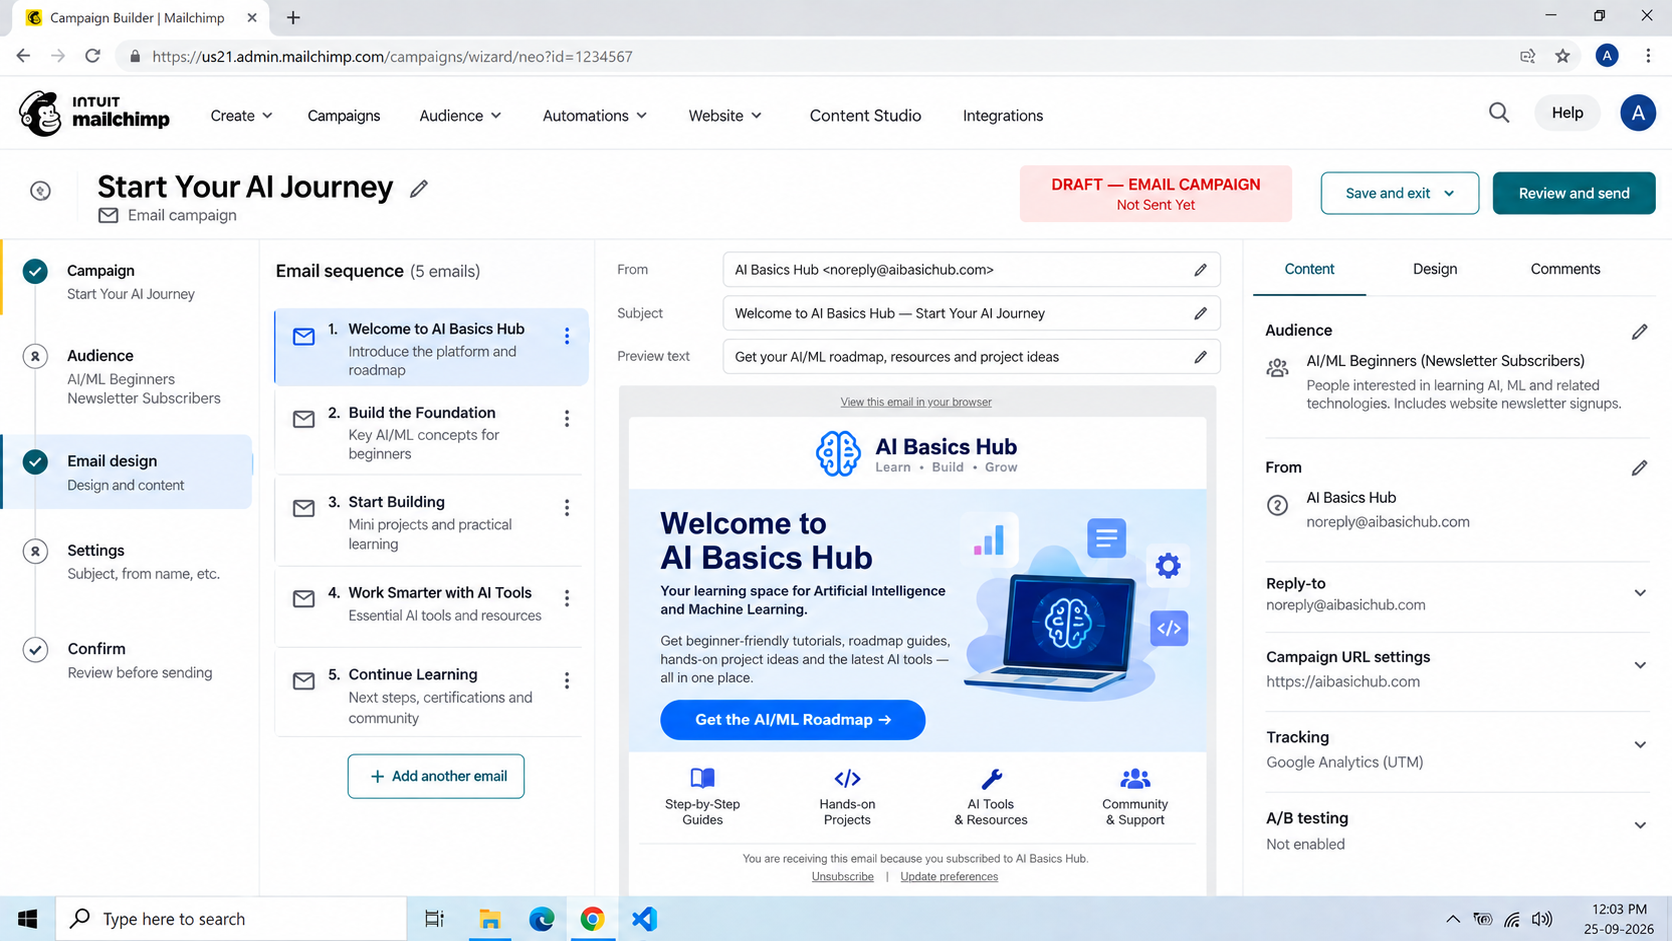 Campaign Builder | Mailchimp
https://us21.admin.mailchimp.com/campaigns/wizard/neo?id=1234567
A
INTUIT
mailchimp
Create
Campaigns
Audience
Automations
Website
Content Studio
Integrations
Help
A
Start Your AI Journey
Email campaign
DRAFT — EMAIL CAMPAIGN
Not Sent Yet
Save and exit
Review and send
Campaign
Start Your AI Journey
Audience
AI/ML Beginners
Newsletter Subscribers
Email design
Design and content
Settings
Subject, from name, etc.
Confirm
Review before sending
Email sequence (5 emails)
1. Welcome to AI Basics Hub
Introduce the platform and
roadmap
2. Build the Foundation
Key AI/ML concepts for
beginners
3. Start Building
Mini projects and practical
learning
4. Work Smarter with AI Tools
Essential AI tools and resources
5. Continue Learning
Next steps, certifications and
community
+ Add another email
From
AI Basics Hub <noreply@aibasichub.com>
Subject
Welcome to AI Basics Hub — Start Your AI Journey
Preview text
Get your AI/ML roadmap, resources and project ideas
View this email in your browser
AI Basics Hub
Learn • Build • Grow
Welcome to
AI Basics Hub
Your learning space for Artificial Intelligence
and Machine Learning.
Get beginner-friendly tutorials, roadmap guides,
hands-on project ideas and the latest AI tools —
all in one place.
Get the AI/ML Roadmap →
Step-by-Step
Guides
Hands-on
Projects
AI Tools
& Resources
Community
& Support
You are receiving this email because you subscribed to AI Basics Hub.
Unsubscribe | Update preferences
Content
Design
Comments
Audience
AI/ML Beginners (Newsletter Subscribers)
People interested in learning AI, ML and related
technologies. Includes website newsletter signups.
From
AI Basics Hub
noreply@aibasichub.com
Reply-to
noreply@aibasichub.com
Campaign URL settings
https://aibasichub.com
Tracking
Google Analytics (UTM)
A/B testing
Not enabled
Type here to search
12:03 PM
25-09-2026